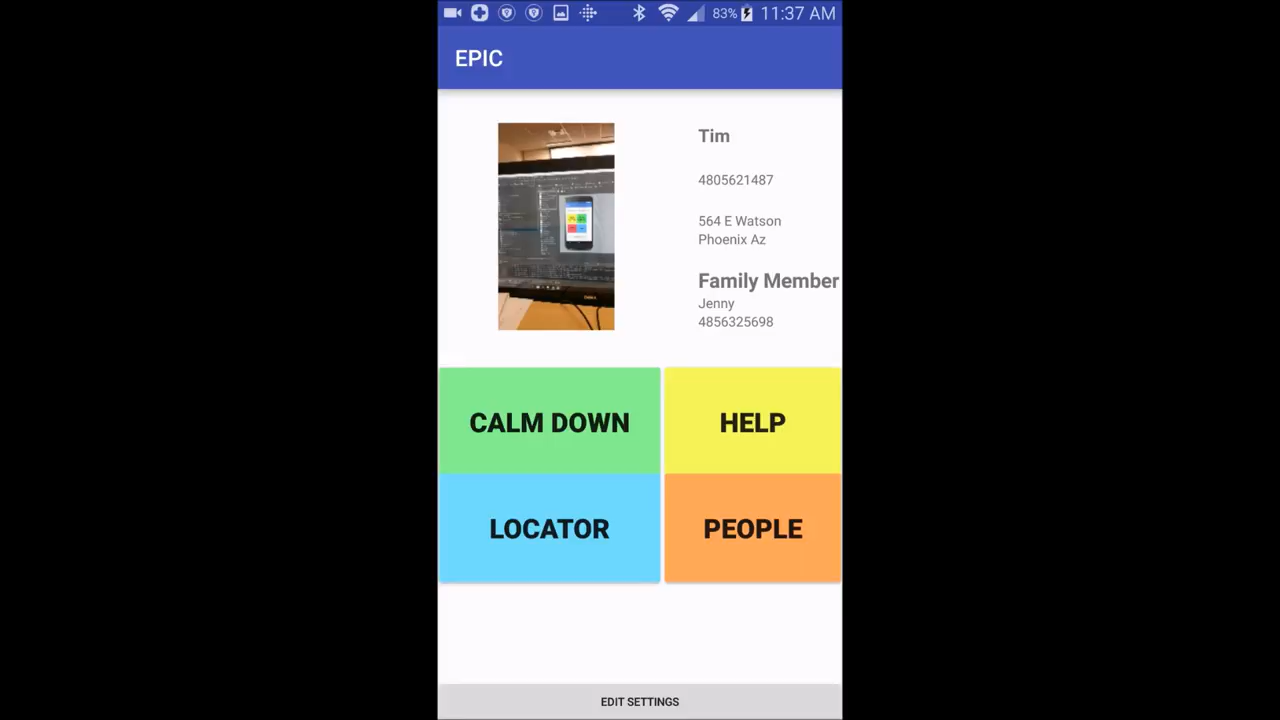 83% 11:37 AM
EPIC
Tim
4805621487
564 E Watson
Phoenix Az
Family Member
Jenny
4856325698
CALM DOWN
HELP
LOCATOR
PEOPLE
EDIT SETTINGS